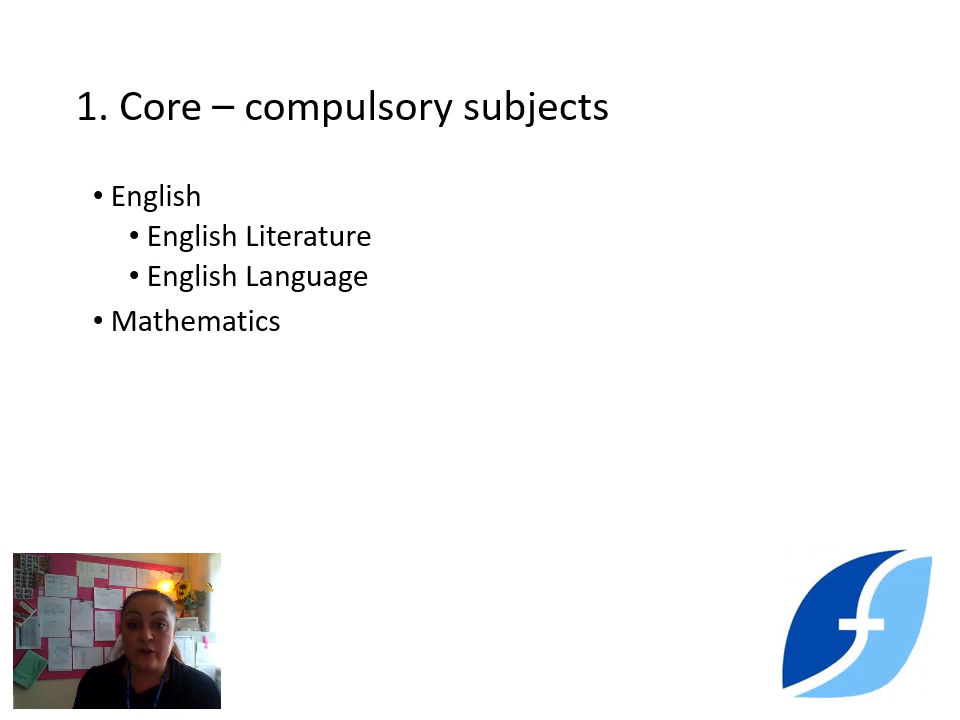 1. Core – compulsory subjects
• English
• English Literature
• English Language
• Mathematics